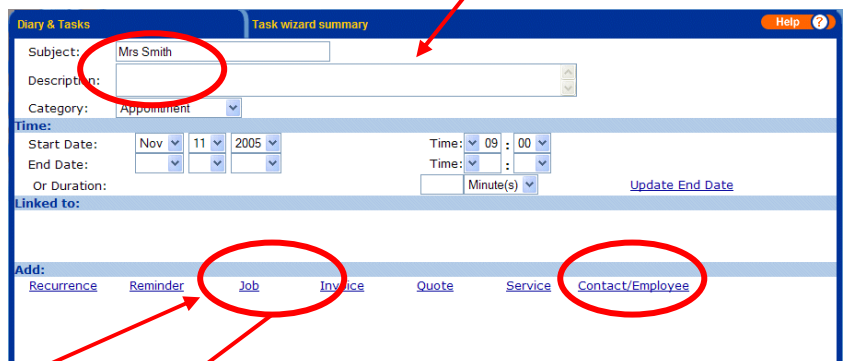 Diary & Tasks Task wizard summary Help ?
Subject: Mrs Smith
Description:
Category: Appointment
Time:
Start Date: Nov 11 2005 Time: 09 : 00
End Date: Time: :
Or Duration: Minute(s) Update End Date
Linked to:
Add:
Recurrence Reminder Job Invoice Quote Service Contact/Employee